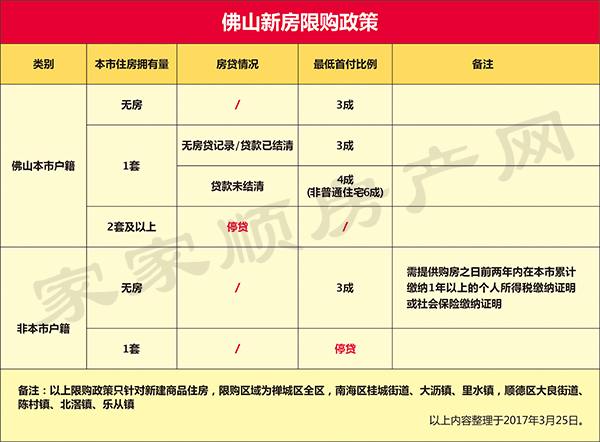 佛山新房限购政策
类别 本市住房拥有量 房贷情况 最低首付比例 备注
佛山本市户籍
无房 / 3成
1套
无房贷记录/贷款已结清 3成
贷款未结清 4成
(非普通住宅6成)
2套及以上 停贷 /
非本市户籍
无房 / 3成
需提供购房之日前两年内在本市累计
缴纳1年以上的个人所得税缴纳证明
或社会保险缴纳证明
1套 / 停贷
备注:以上限购政策只针对新建商品住房,限购区域为禅城区全区,南海区桂城街道、大沥镇、里水镇,顺德区大良街道、
陈村镇、北滘镇、乐从镇
以上内容整理于2017年3月25日。
家家顺房产网